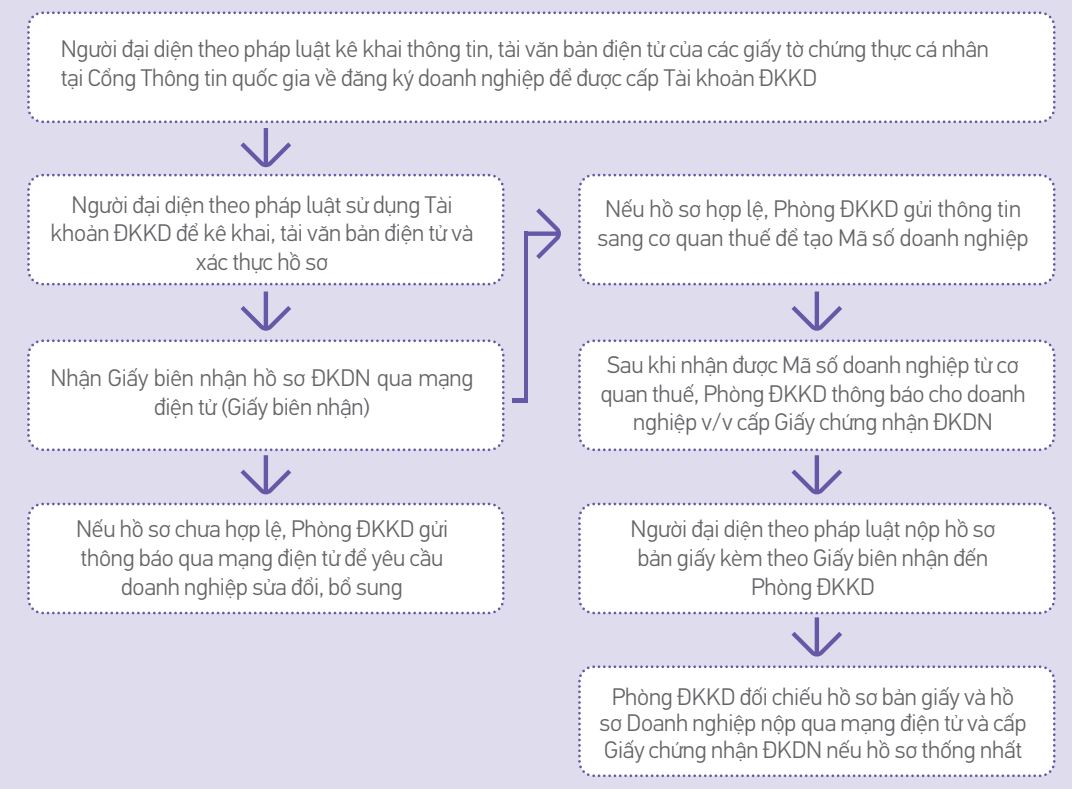 Người đại diện theo pháp luật kê khai thông tin, tải văn bản điện tử của các giấy tờ chứng thực cá nhân
tại Cổng Thông tin quốc gia về đăng ký doanh nghiệp để được cấp Tài khoản ĐKKD
Người đại diện theo pháp luật sử dụng Tài
khoản ĐKKD để kê khai, tải văn bản điện tử và
xác thực hồ sơ
Nhận Giấy biên nhận hồ sơ ĐKDN qua mạng
điện tử (Giấy biên nhận)
Nếu hồ sơ chưa hợp lệ, Phòng ĐKKD gửi
thông báo qua mạng điện tử để yêu cầu
doanh nghiệp sửa đổi, bổ sung
Nếu hồ sơ hợp lệ, Phòng ĐKKD gửi thông tin
sang cơ quan thuế để tạo Mã số doanh nghiệp
Sau khi nhận được Mã số doanh nghiệp từ cơ
quan thuế, Phòng ĐKKD thông báo cho doanh
nghiệp v/v cấp Giấy chứng nhận ĐKDN
Người đại diện theo pháp luật nộp hồ sơ
bản giấy kèm theo Giấy biên nhận đến
Phòng ĐKKD
Phòng ĐKKD đối chiếu hồ sơ bản giấy và hồ
sơ Doanh nghiệp nộp qua mạng điện tử và cấp
Giấy chứng nhận ĐKDN nếu hồ sơ thống nhất